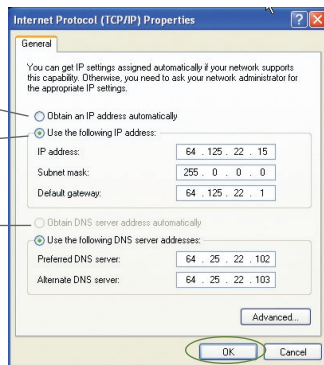 Internet Protocol (TCP/IP) Properties
General
You can get IP settings assigned automatically if your network supports
this capability. Otherwise, you need to ask your network administrator for
the appropriate IP settings.
Obtain an IP address automatically
Use the following IP address:
IP address: 64 . 125 . 22 . 15
Subnet mask: 255 . 0 . 0 . 0
Default gateway: 64 . 125 . 22 . 1
Obtain DNS server address automatically
Use the following DNS server addresses:
Preferred DNS server: 64 . 25 . 22 . 102
Alternate DNS server: 64 . 25 . 22 . 103
Advanced...
OK Cancel